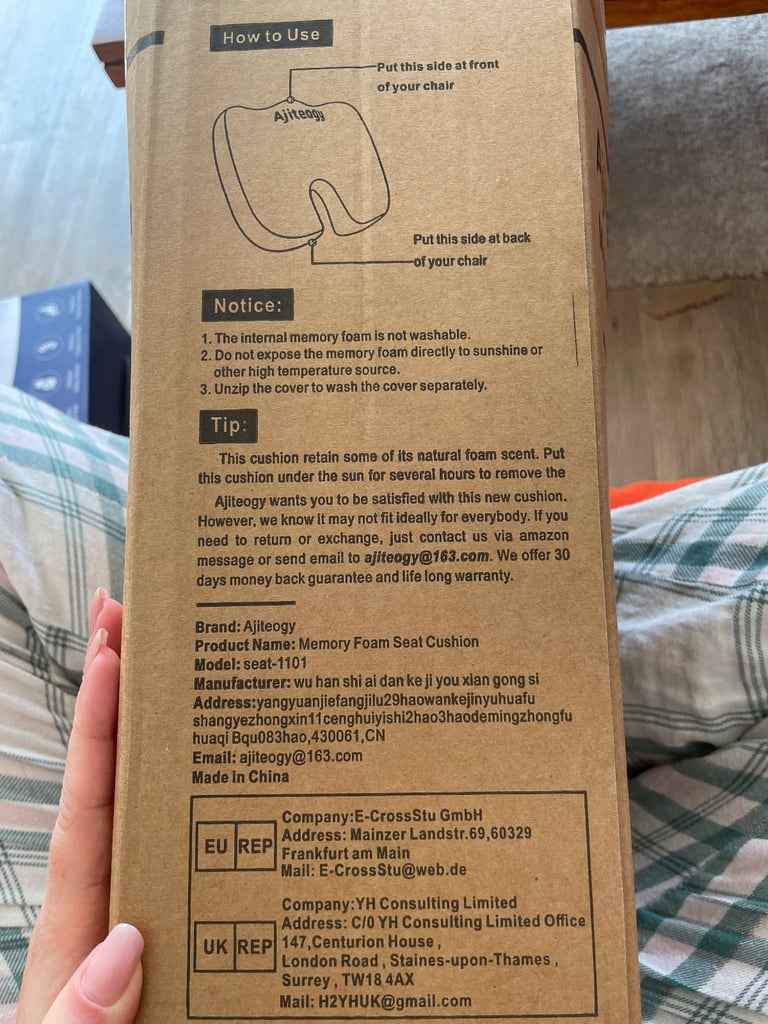 How to Use
Put this side at front
of your chair
Ajiteogy
Put this side at back
of your chair
Notice:
1. The internal memory foam is not washable.
2. Do not expose the memory foam directly to sunshine or
other high temperature source.
3. Unzip the cover to wash the cover separately.
Tip:
This cushion retain some of its natural foam scent. Put
this cushion under the sun for several hours to remove the
Ajiteogy wants you to be satisfied with this new cushion.
However, we know it may not fit ideally for everybody. If you
need to return or exchange, just contact us via amazon
message or send email to ajiteogy@163.com. We offer 30
days money back guarantee and life long warranty.
Brand: Ajiteogy
Product Name: Memory Foam Seat Cushion
Model: seat-1101
Manufacturer: wu han shi ai dan ke ji you xian gong si
Address:yangyuanjiefangjilu29haowankejinyuhuafu
shangyezhongxin11cenghuiyishi2hao3haodemingzhongfu
huaqi Bqu083hao,430061,CN
Email: ajiteogy@163.com
Made in China
EU REP
Company:E-CrossStu GmbH
Address: Mainzer Landstr.69,60329
Frankfurt am Main
Mail: E-CrossStu@web.de
UK REP
Company:YH Consulting Limited
Address: C/0 YH Consulting Limited Office
147,Centurion House ,
London Road , Staines-upon-Thames ,
Surrey , TW18 4AX
Mail: H2YHUK@gmail.com